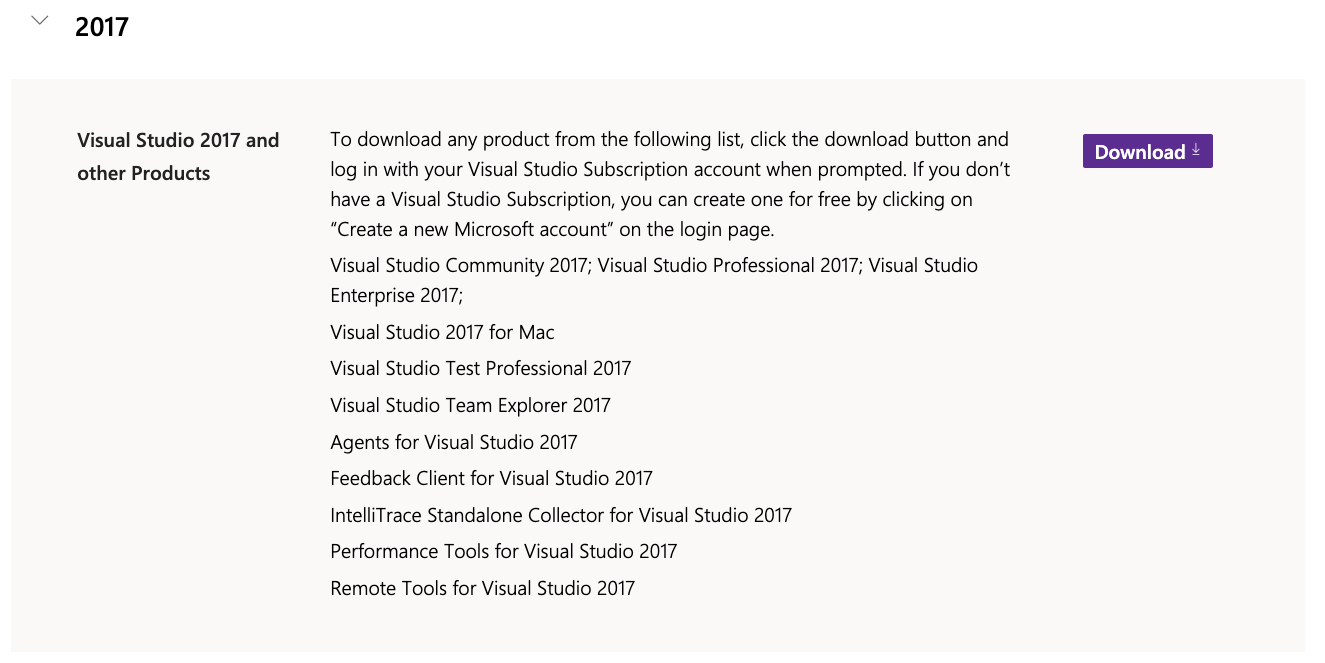 2017
Visual Studio 2017 and
other Products
To download any product from the following list, click the download button and
log in with your Visual Studio Subscription account when prompted. If you don’t
have a Visual Studio Subscription, you can create one for free by clicking on
“Create a new Microsoft account” on the login page.
Visual Studio Community 2017; Visual Studio Professional 2017; Visual Studio
Enterprise 2017;
Visual Studio 2017 for Mac
Visual Studio Test Professional 2017
Visual Studio Team Explorer 2017
Agents for Visual Studio 2017
Feedback Client for Visual Studio 2017
IntelliTrace Standalone Collector for Visual Studio 2017
Performance Tools for Visual Studio 2017
Remote Tools for Visual Studio 2017
Download